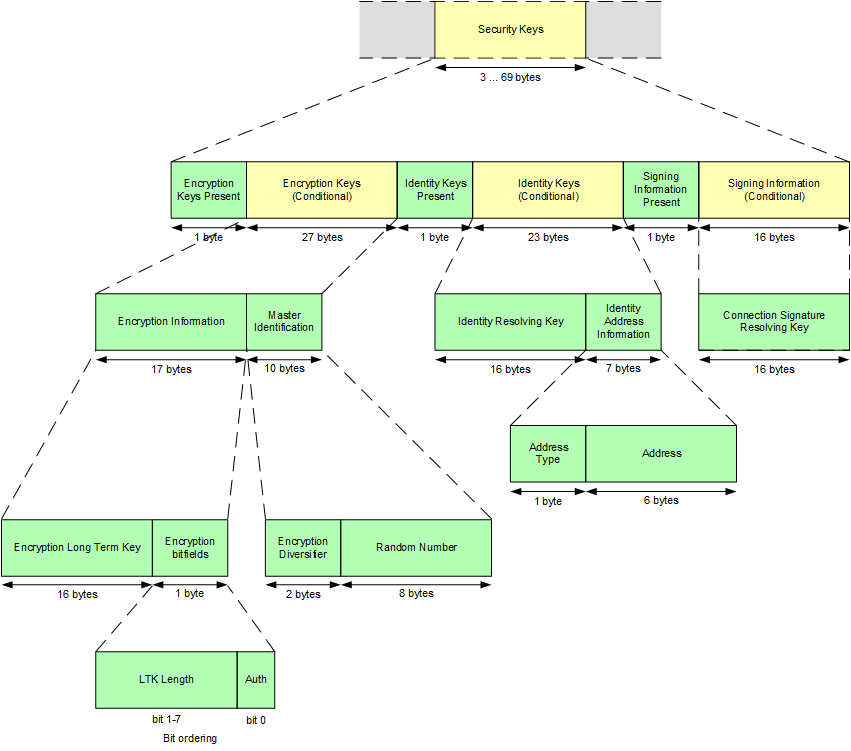 Security Keys
3 ... 69 bytes
Encryption
Keys Present
Encryption Keys
(Conditional)
Identity Keys
Present
Identity Keys
(Conditional)
Signing
Information
Present
Signing Information
(Conditional)
1 byte
27 bytes
1 byte
23 bytes
1 byte
16 bytes
Encryption Information
Master
Identification
Identity Resolving Key
Identity
Address
Information
Connection Signature
Resolving Key
17 bytes
10 bytes
16 bytes
7 bytes
16 bytes
Address
Type
Address
1 byte
6 bytes
Encryption Long Term Key
Encryption
bitfields
Encryption
Diversifier
Random Number
16 bytes
1 byte
2 bytes
8 bytes
LTK Length
Auth
bit 1-7
bit 0
Bit ordering